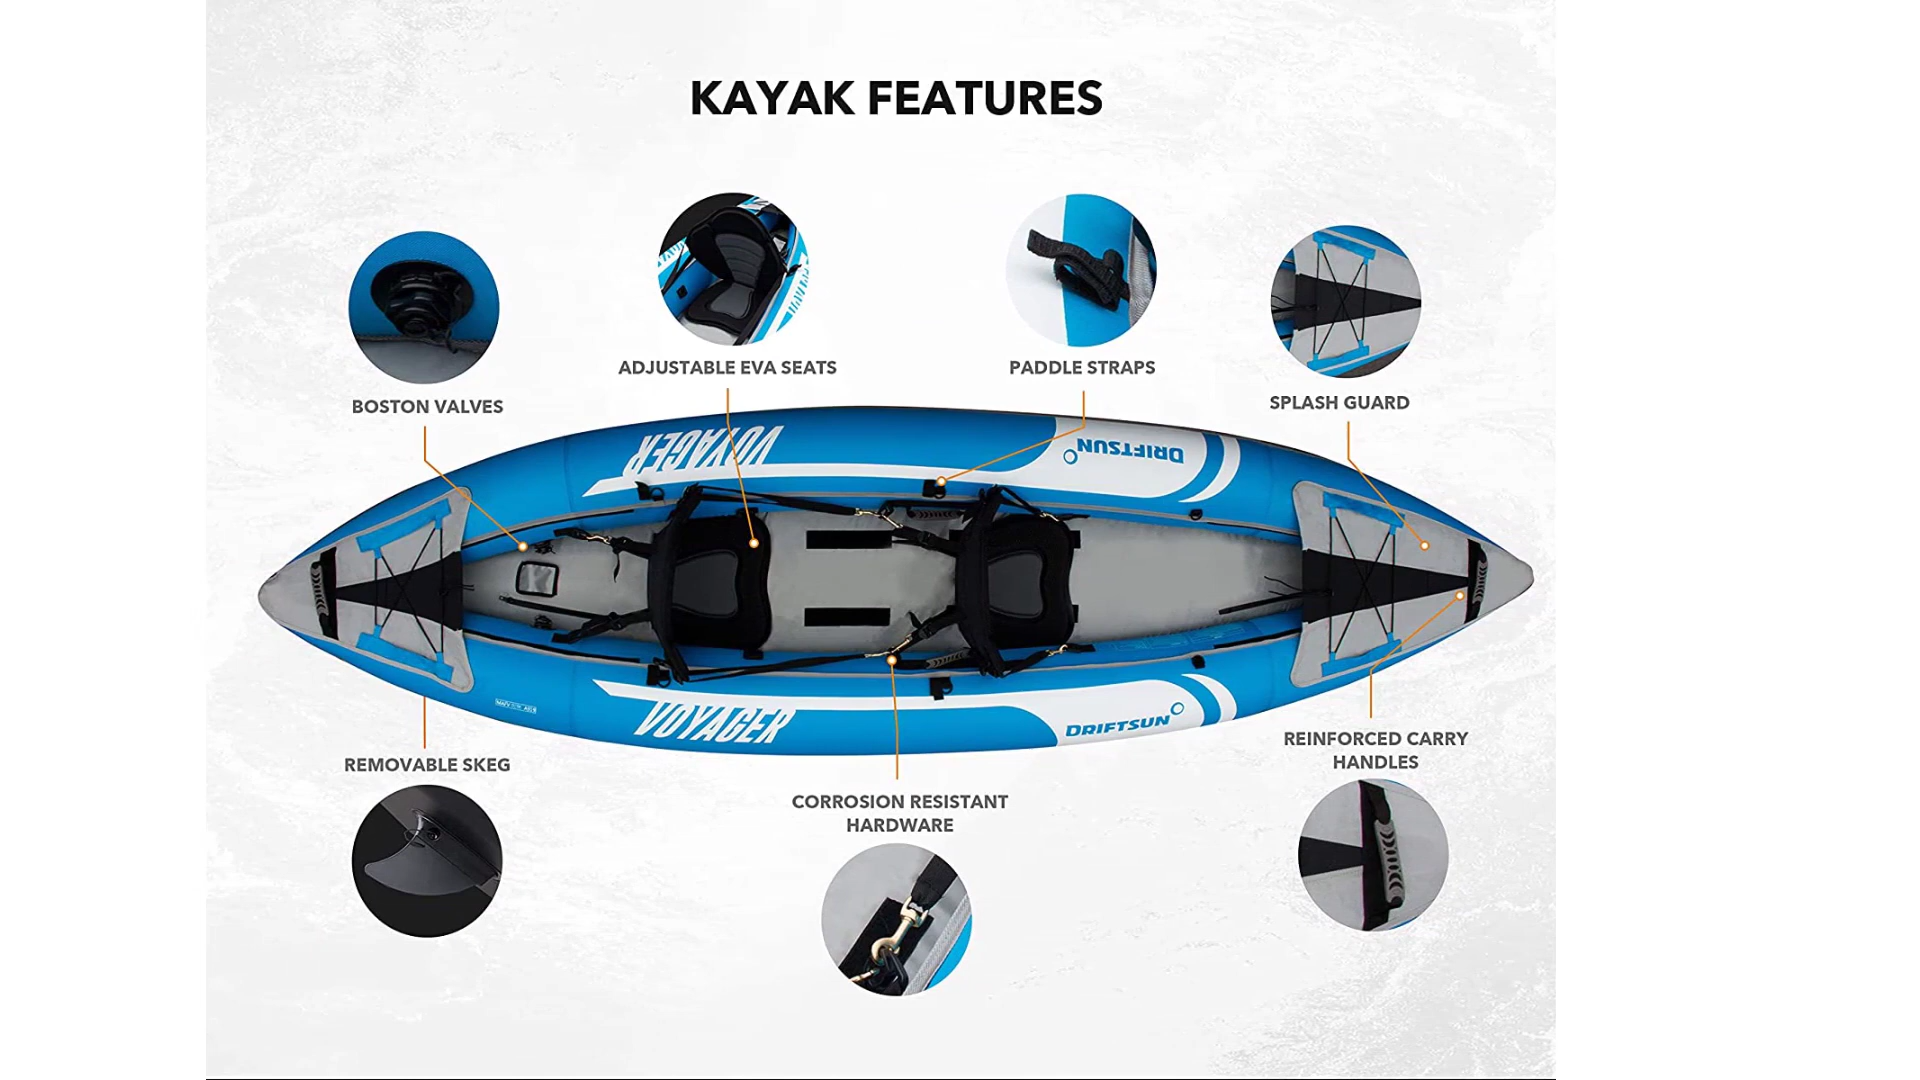 KAYAK FEATURES
ADJUSTABLE EVA SEATS
PADDLE STRAPS
BOSTON VALVES
SPLASH GUARD
VOYAGER
DRIFTSUN
VOYAGER
DRIFTSUN
REMOVABLE SKEG
REINFORCED CARRY
HANDLES
CORROSION RESISTANT
HARDWARE